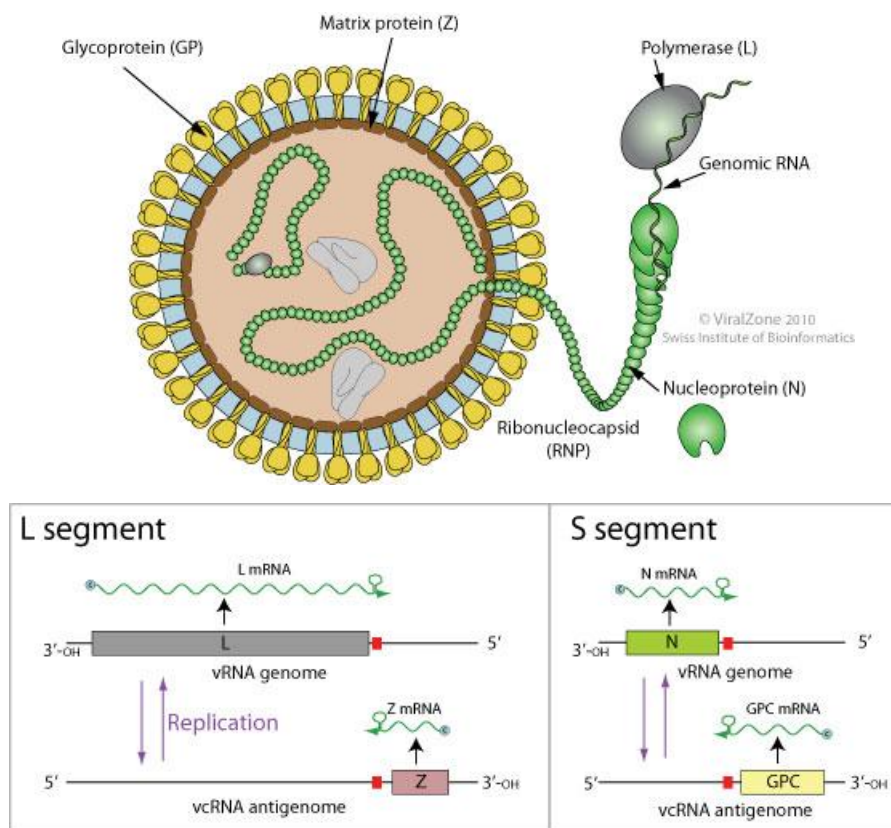 Matrix protein (Z)
Glycoprotein (GP)
Polymerase (L)
Genomic RNA
© ViralZone 2010
Swiss Institute of Bioinformatics
Nucleoprotein (N)
Ribonucleocapsid
(RNP)
L segment
L mRNA
C
3'-OH
L
5'
vRNA genome
Replication
Z mRNA
C
5'
Z
3'-OH
vcRNA antigenome
S segment
N mRNA
C
3'-OH
N
5'
vRNA genome
GPC mRNA
C
5'
GPC
3'-OH
vcRNA antigenome